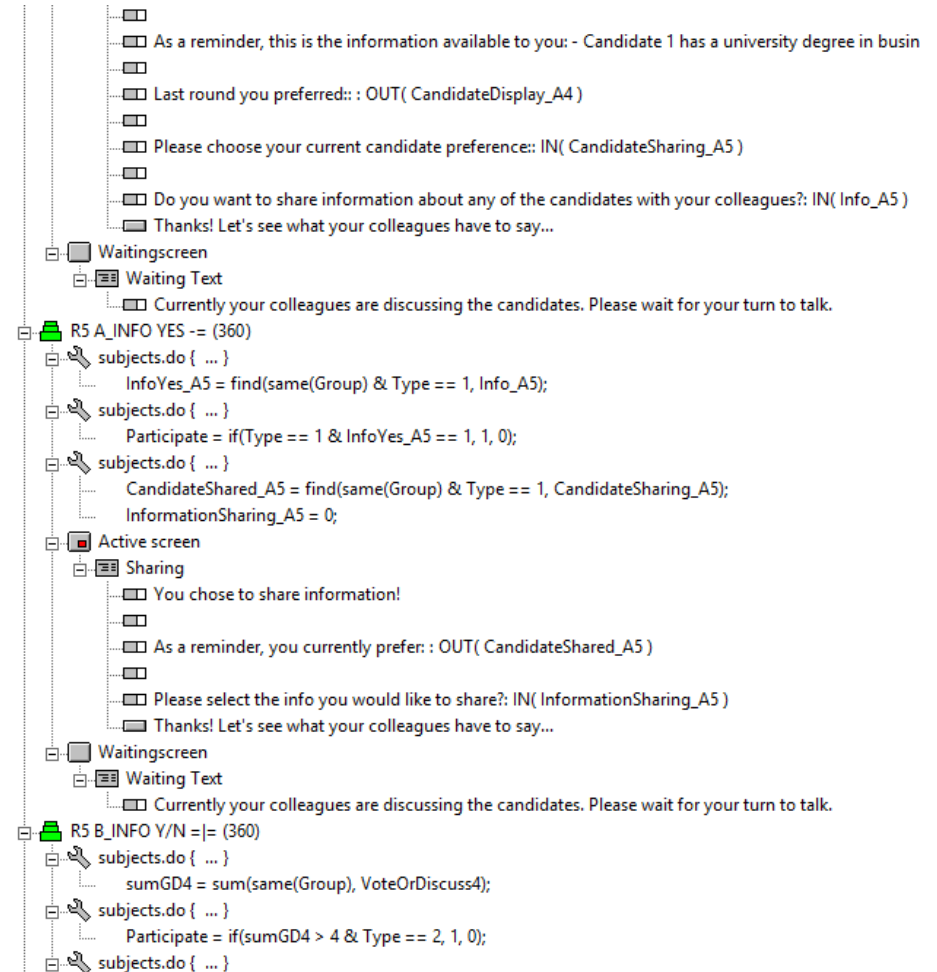 As a reminder, this is the information available to you: - Candidate 1 has a university degree in busin
Last round you preferred:: : OUT( CandidateDisplay_A4 )
Please choose your current candidate preference:: IN( CandidateSharing_A5 )
Do you want to share information about any of the candidates with your colleagues?: IN( Info_A5 )
Thanks! Let's see what your colleagues have to say...
Waitingscreen
Waiting Text
Currently your colleagues are discussing the candidates. Please wait for your turn to talk.
R5 A_INFO YES -= (360)
subjects.do { ... }
InfoYes_A5 = find(same(Group) & Type == 1, Info_A5);
subjects.do { ... }
Participate = if(Type == 1 & InfoYes_A5 == 1, 1, 0);
subjects.do { ... }
CandidateShared_A5 = find(same(Group) & Type == 1, CandidateSharing_A5);
InformationSharing_A5 = 0;
Active screen
Sharing
You chose to share information!
As a reminder, you currently prefer: : OUT( CandidateShared_A5 )
Please select the info you would like to share?: IN( InformationSharing_A5 )
Thanks! Let's see what your colleagues have to say...
Waitingscreen
Waiting Text
Currently your colleagues are discussing the candidates. Please wait for your turn to talk.
R5 B_INFO Y/N =|= (360)
subjects.do { ... }
sumGD4 = sum(same(Group), VoteOrDiscuss4);
subjects.do { ... }
Participate = if(sumGD4 > 4 & Type == 2, 1, 0);
subjects.do { ... }